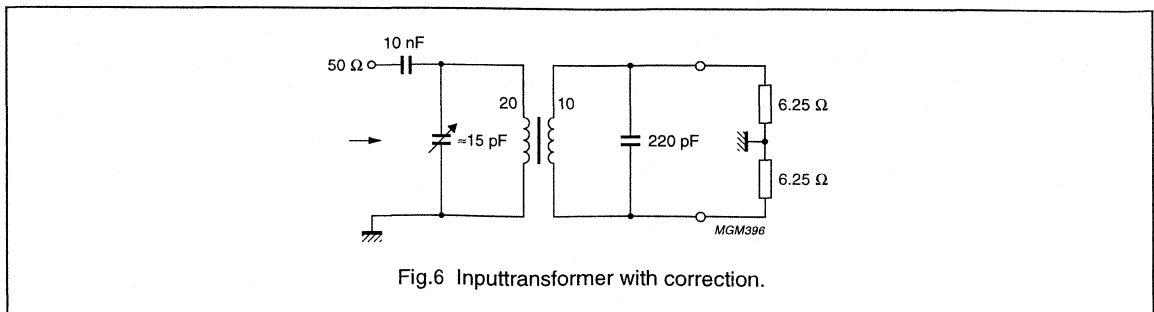 10 nF
50 Ω
20
10
6.25 Ω
≈15 pF
220 pF
6.25 Ω
MGM396
Fig.6 Inputtransformer with correction.